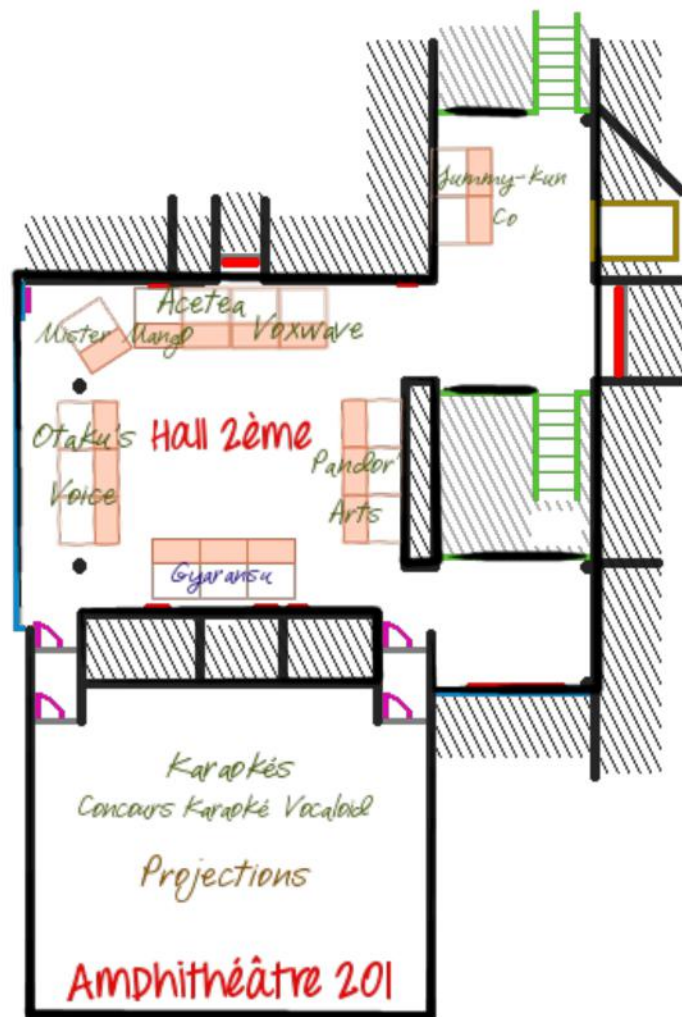 Yummy-Kun
Co
Acetea
Mister Mango
Voxwave
Otaku's
Voice
Hall 2ème
Pandor'
Arts
Gyaransu
Karaokés
Concours Karaoké Vocaloid
Projections
Amphithéâtre 201